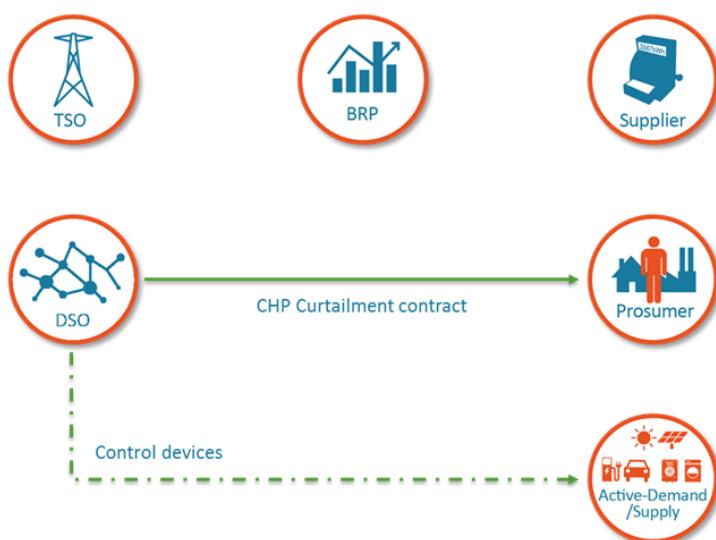 TSO
BRP
Supplier
DSO
CHP Curtailment contract
Prosumer
Control devices
Active-Demand
/Supply